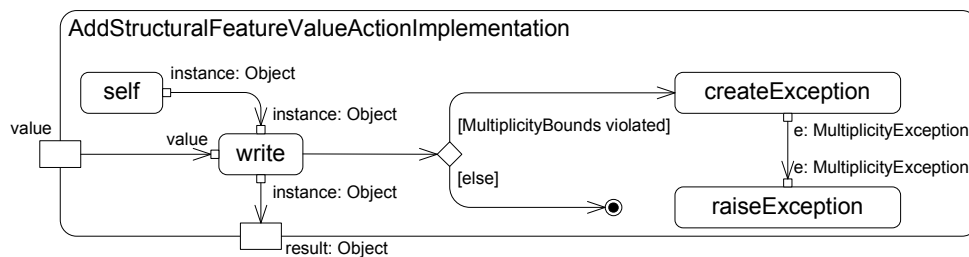 AddStructuralFeatureValueActionImplementation
instance: Object
self
createException
instance: Object
value
value
write
[MultiplicityBounds violated]
e: MultiplicityException
e: MultiplicityException
instance: Object
[else]
raiseException
result: Object